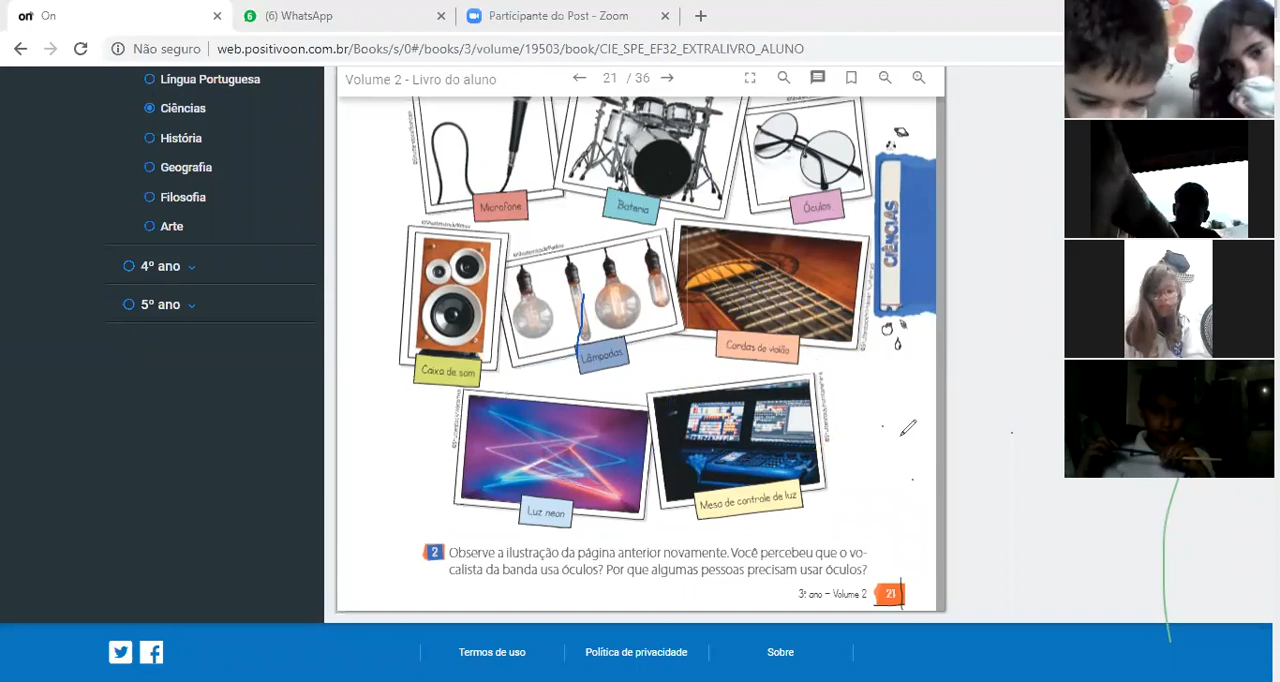 On
(6) WhatsApp
Participante do Post - Zoom
Não seguro
web.positivoon.com.br/Books/s/0#/books/3/volume/19503/book/CIE_SPE_EF32_EXTRALIVRO_ALUNO
Língua Portuguesa
Ciências
História
Geografia
Filosofia
Arte
4º ano
5º ano
Volume 2 - Livro do aluno
21 / 36
Microfone
Bateria
Óculos
CIÊNCIAS
Caixa de som
Lâmpadas
Cordas de violão
Luz neon
Mesa de controle de luz
2 Observe a ilustração da página anterior novamente. Você percebeu que o vo-
calista da banda usa óculos? Por que algumas pessoas precisam usar óculos?
3º ano – Volume 2 21
Termos de uso
Política de privacidade
Sobre